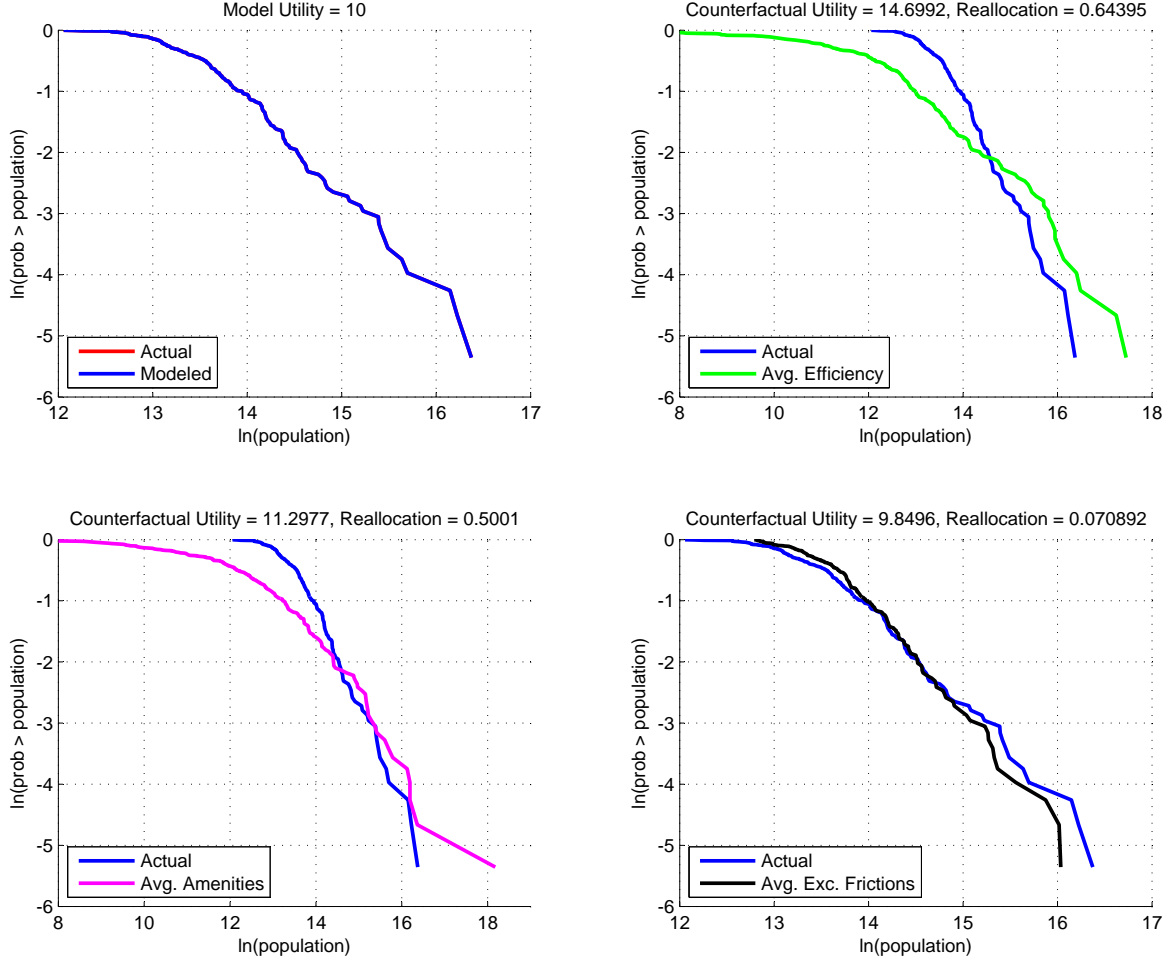 Model Utility = 10
0
-1
-2
-3
-4
-5
-6
ln(prob > population)
Actual
Modeled
12 13 14 15 16 17
ln(population)
Counterfactual Utility = 14.6992, Reallocation = 0.64395
0
-1
-2
-3
-4
-5
-6
ln(prob > population)
Actual
Avg. Efficiency
8 10 12 14 16 18
ln(population)
Counterfactual Utility = 11.2977, Reallocation = 0.5001
0
-1
-2
-3
-4
-5
-6
ln(prob > population)
Actual
Avg. Amenities
8 10 12 14 16 18
ln(population)
Counterfactual Utility = 9.8496, Reallocation = 0.070892
0
-1
-2
-3
-4
-5
-6
ln(prob > population)
Actual
Avg. Exc. Frictions
12 13 14 15 16 17
ln(population)